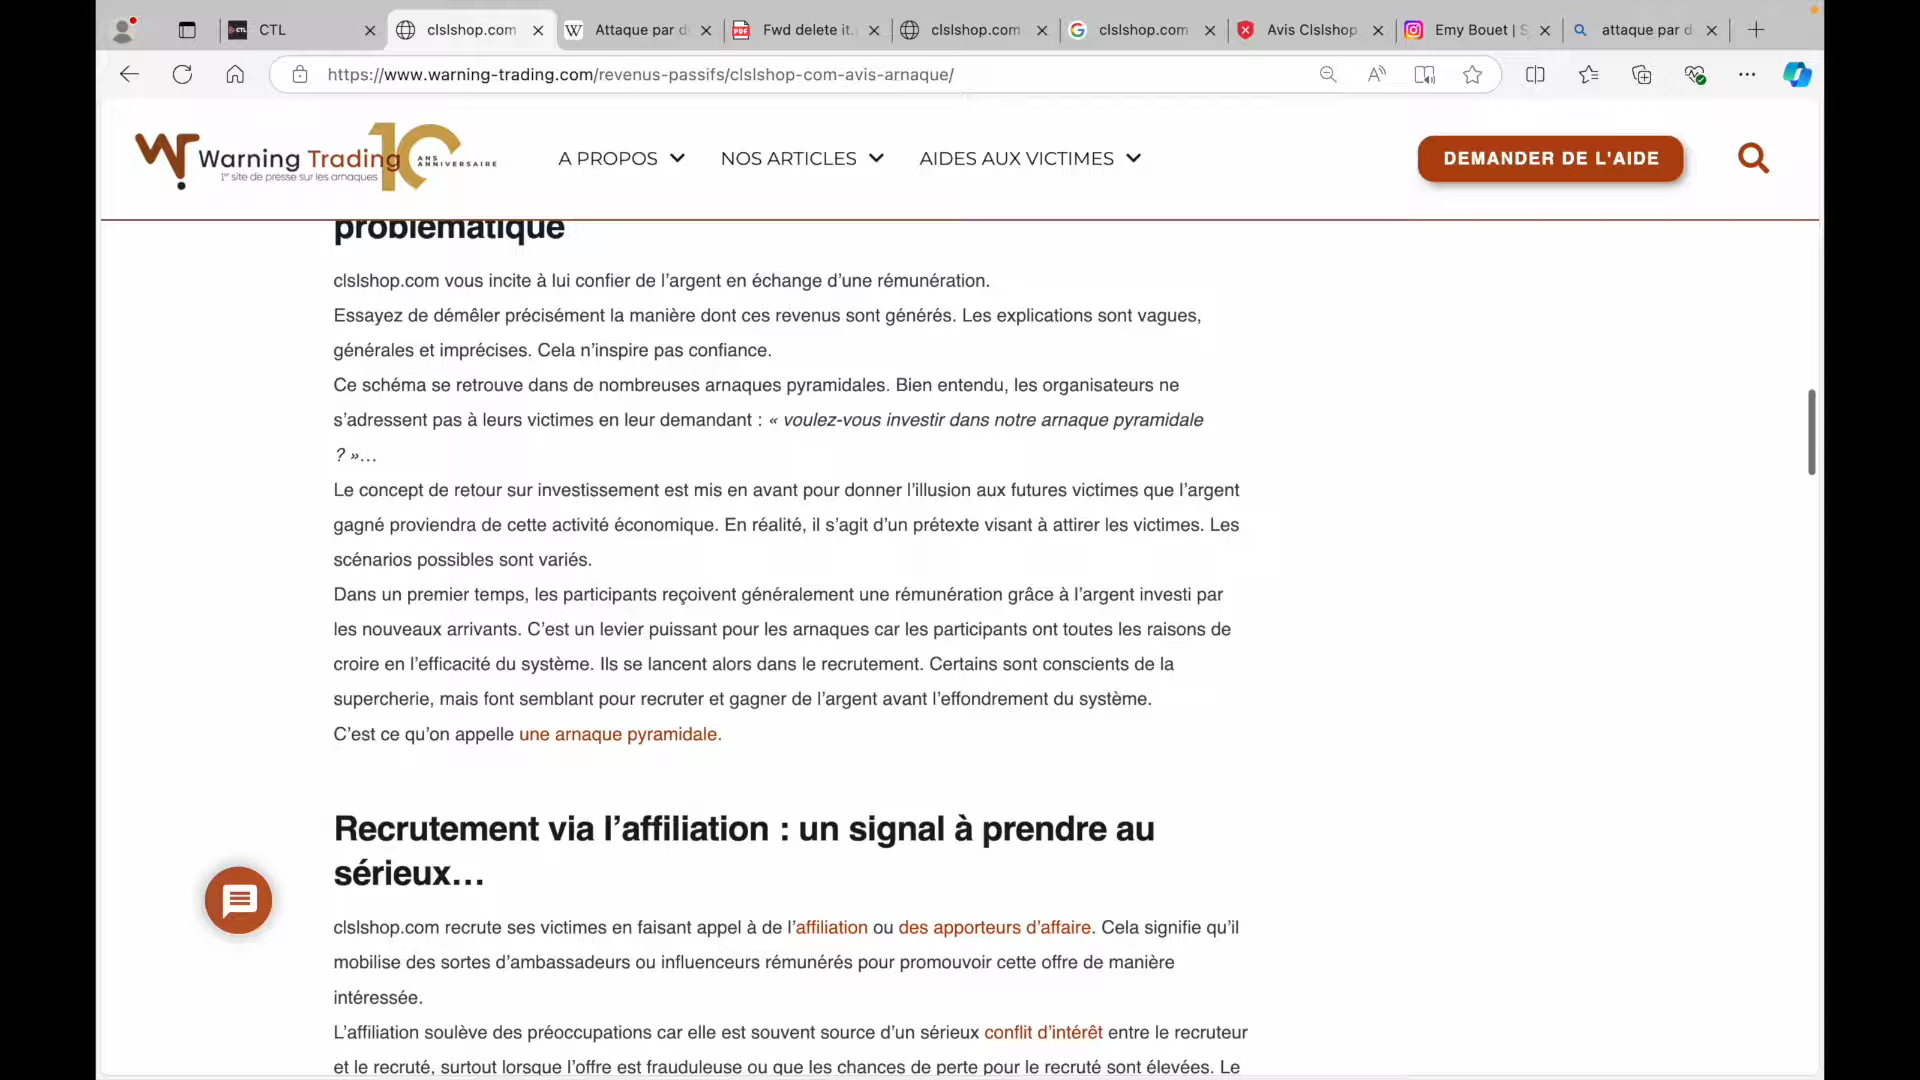 CTL
clslshop.com
Attaque par d
Fwd delete it.
clslshop.com
clslshop.com
Avis Clslshop
Emy Bouet | S
attaque par d
https://www.warning-trading.com/revenus-passifs/clslshop-com-avis-arnaque/
Warning Trading
1er site de presse sur les arnaques
10 ANS ANNIVERSAIRE
A PROPOS
NOS ARTICLES
AIDES AUX VICTIMES
DEMANDER DE L'AIDE
problématique
clslshop.com vous incite à lui confier de l’argent en échange d’une rémunération.
Essayez de démêler précisément la manière dont ces revenus sont générés. Les explications sont vagues,
générales et imprécises. Cela n’inspire pas confiance.
Ce schéma se retrouve dans de nombreuses arnaques pyramidales. Bien entendu, les organisateurs ne
s’adressent pas à leurs victimes en leur demandant : « voulez-vous investir dans notre arnaque pyramidale
? »…
Le concept de retour sur investissement est mis en avant pour donner l’illusion aux futures victimes que l’argent
gagné proviendra de cette activité économique. En réalité, il s’agit d’un prétexte visant à attirer les victimes. Les
scénarios possibles sont variés.
Dans un premier temps, les participants reçoivent généralement une rémunération grâce à l’argent investi par
les nouveaux arrivants. C’est un levier puissant pour les arnaques car les participants ont toutes les raisons de
croire en l’efficacité du système. Ils se lancent alors dans le recrutement. Certains sont conscients de la
supercherie, mais font semblant pour recruter et gagner de l’argent avant l’effondrement du système.
C’est ce qu’on appelle une arnaque pyramidale.
Recrutement via l’affiliation : un signal à prendre au
sérieux…
clslshop.com recrute ses victimes en faisant appel à de l’affiliation ou des apporteurs d’affaire. Cela signifie qu’il
mobilise des sortes d’ambassadeurs ou influenceurs rémunérés pour promouvoir cette offre de manière
intéressée.
L’affiliation soulève des préoccupations car elle est souvent source d’un sérieux conflit d’intérêt entre le recruteur
et le recruté, surtout lorsque l’offre est frauduleuse ou que les chances de perte pour le recruté sont élevées. Le